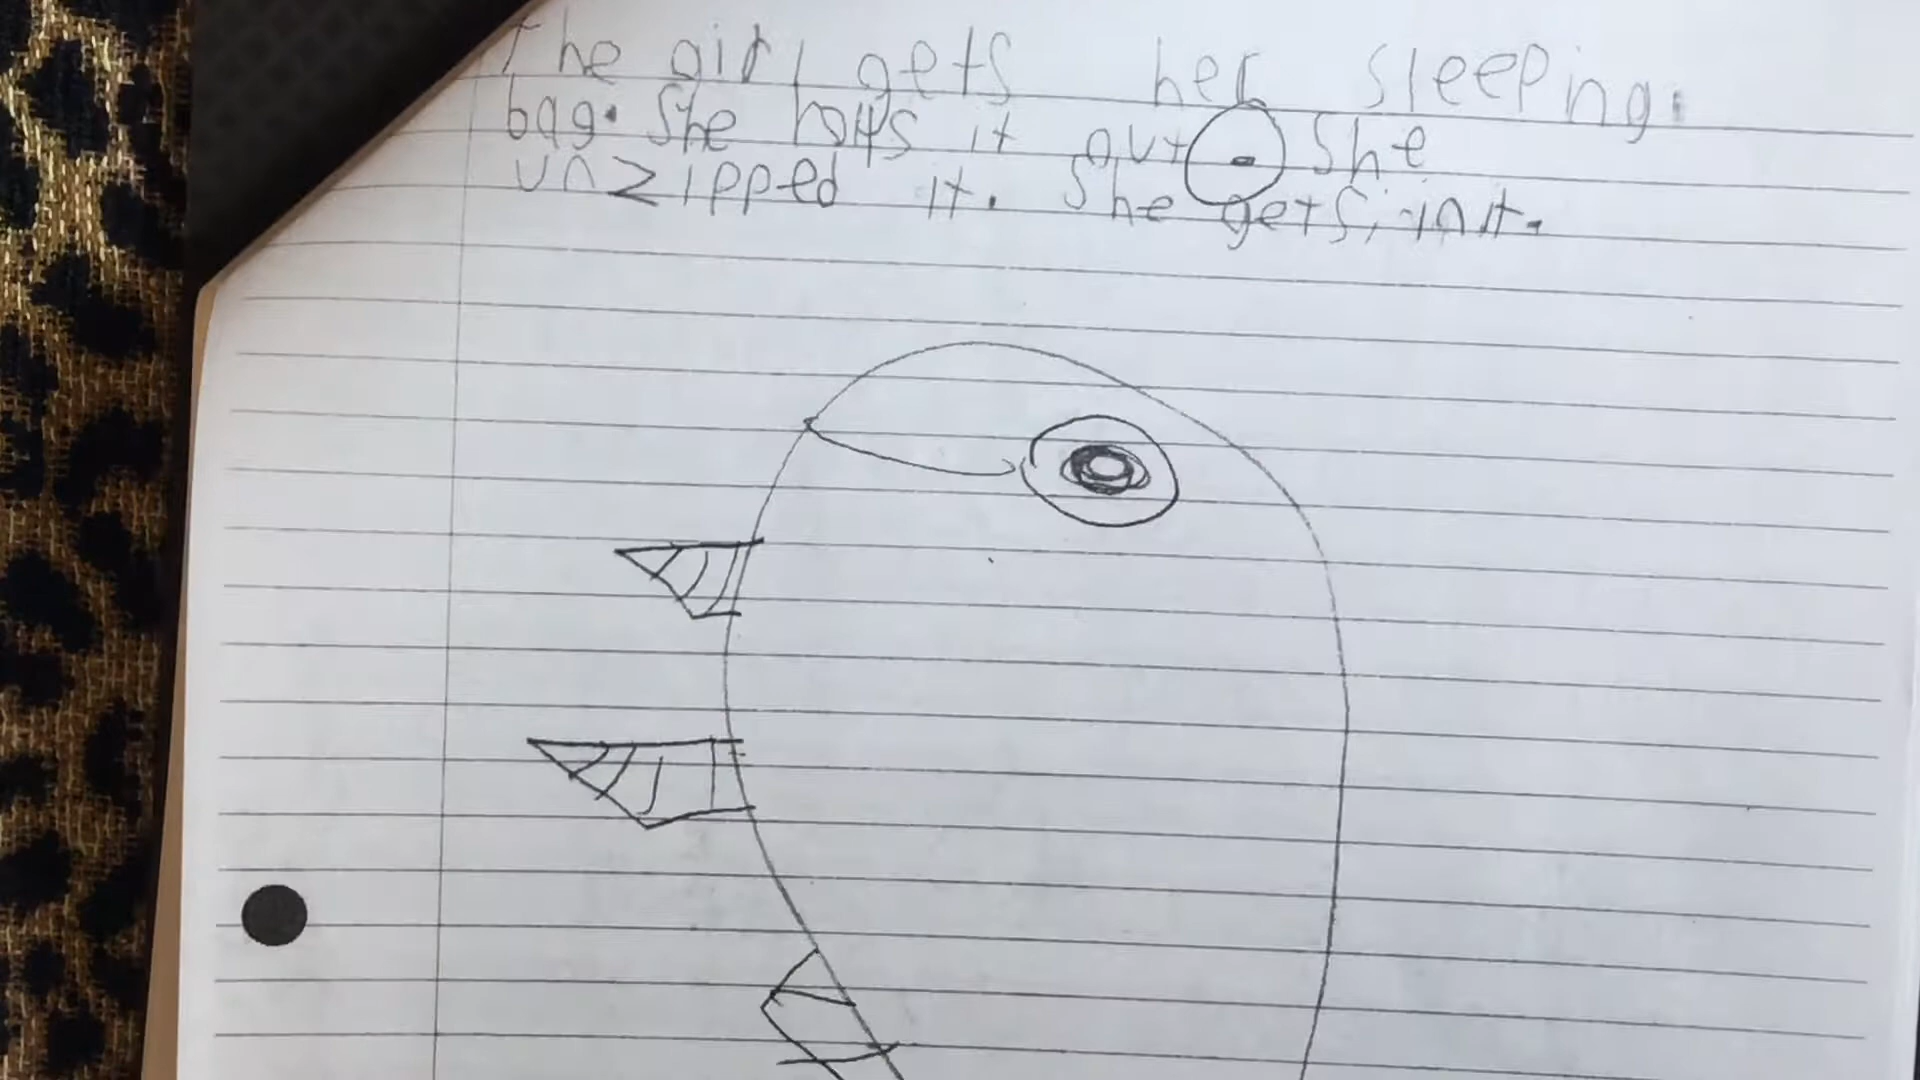 The girl gets her sleeping.
bag. She rolls it out. She
unzipped it. She gets, in it.